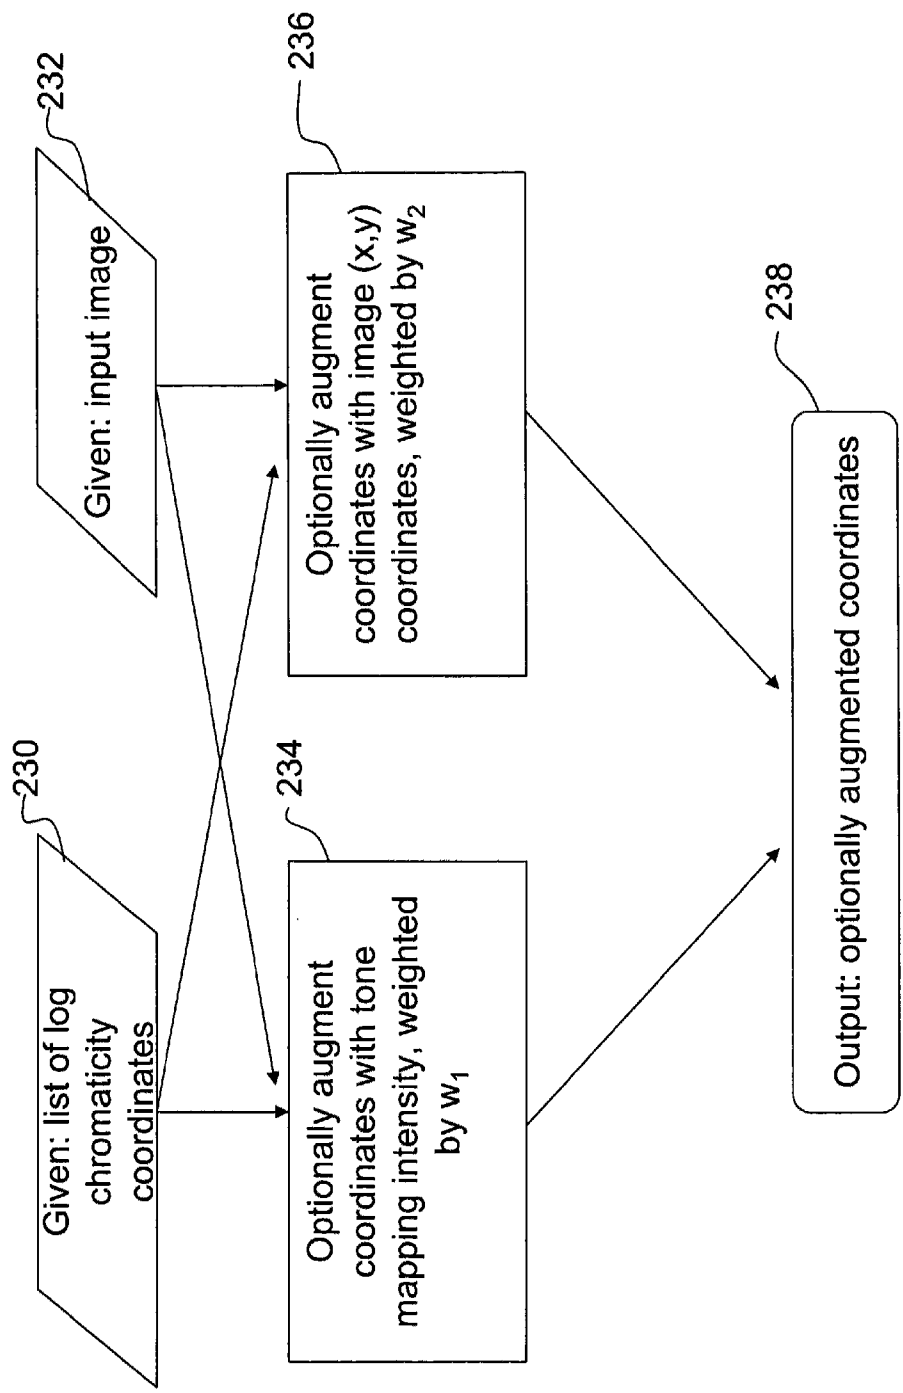 230
Given: list of log
chromaticity
coordinates
232
Given: input image
234
Optionally augment
coordinates with tone
mapping intensity, weighted
by w₁
236
Optionally augment
coordinates with image (x,y)
coordinates, weighted by w₂
238
Output: optionally augmented coordinates